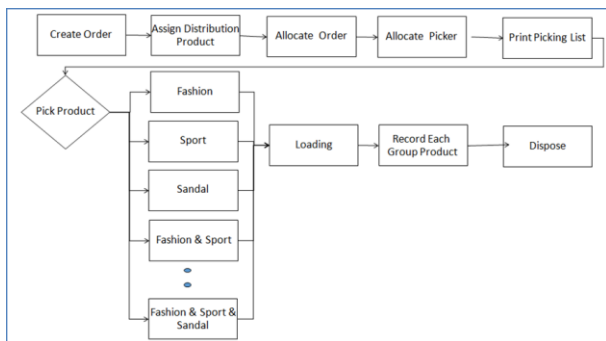 Create Order
Assign Distribution
Product
Allocate Order
Allocate Picker
Print Picking List
Pick Product
Fashion
Sport
Sandal
Fashion & Sport
Fashion & Sport &
Sandal
Loading
Record Each
Group Product
Dispose